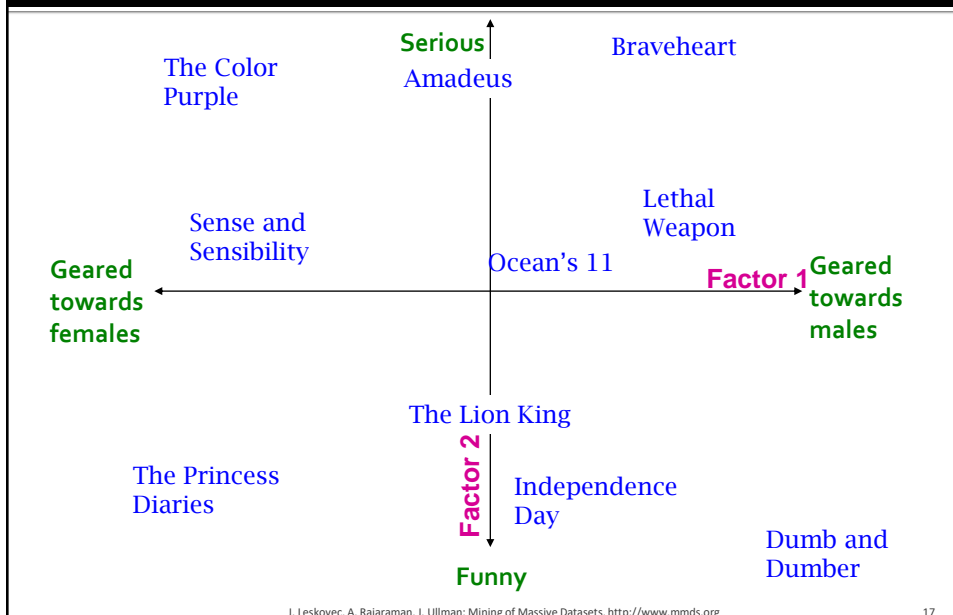 Serious
Braveheart
The Color
Purple
Amadeus
Lethal
Weapon
Sense and
Sensibility
Ocean's 11
Geared
towards
females
Factor 1
Geared
towards
males
The Lion King
Factor 2
The Princess
Diaries
Independence
Day
Dumb and
Dumber
Funny
J. Leskovec, A. Rajaraman, J. Ullman: Mining of Massive Datasets, http://www.mmds.org
17